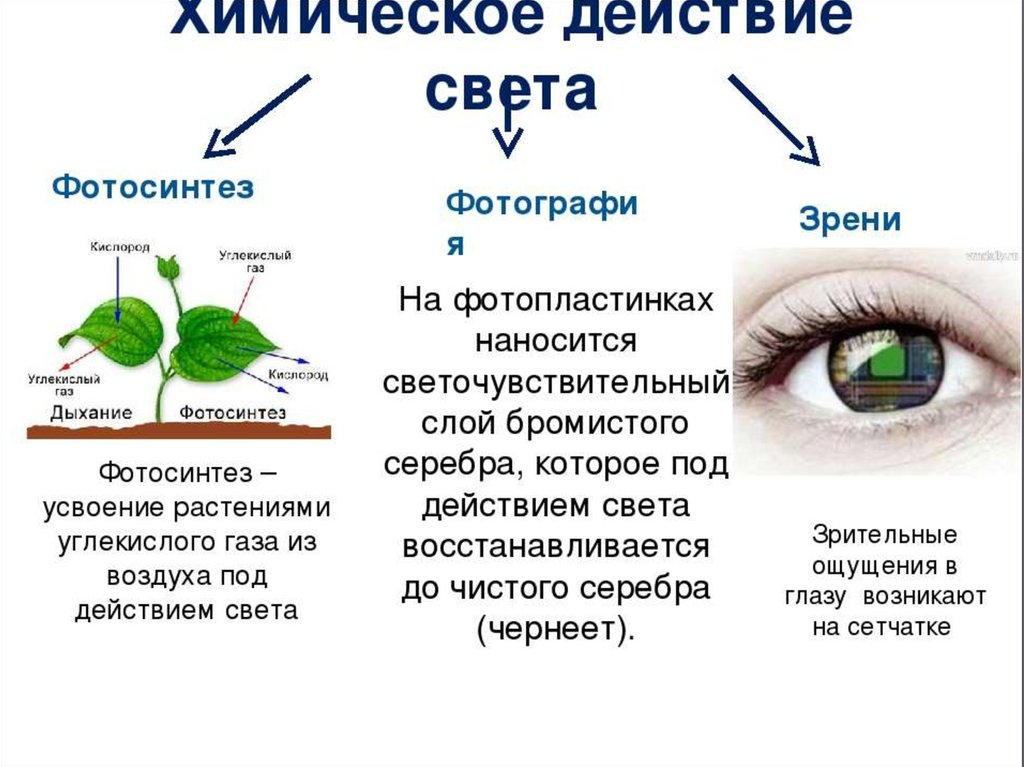 Химическое действие
света
Фотосинтез
Кислород
Углекислый
газ
Углекислый
газ
Кислород
Дыхание
Фотосинтез
Фотосинтез –
усвоение растениями
углекислого газа из
воздуха под
действием света
Фотографи
я
На фотопластинках
наносится
светочувствительный
слой бромистого
серебра, которое под
действием света
восстанавливается
до чистого серебра
(чернеет).
Зрени
Зрительные
ощущения в
глазу возникают
на сетчатке